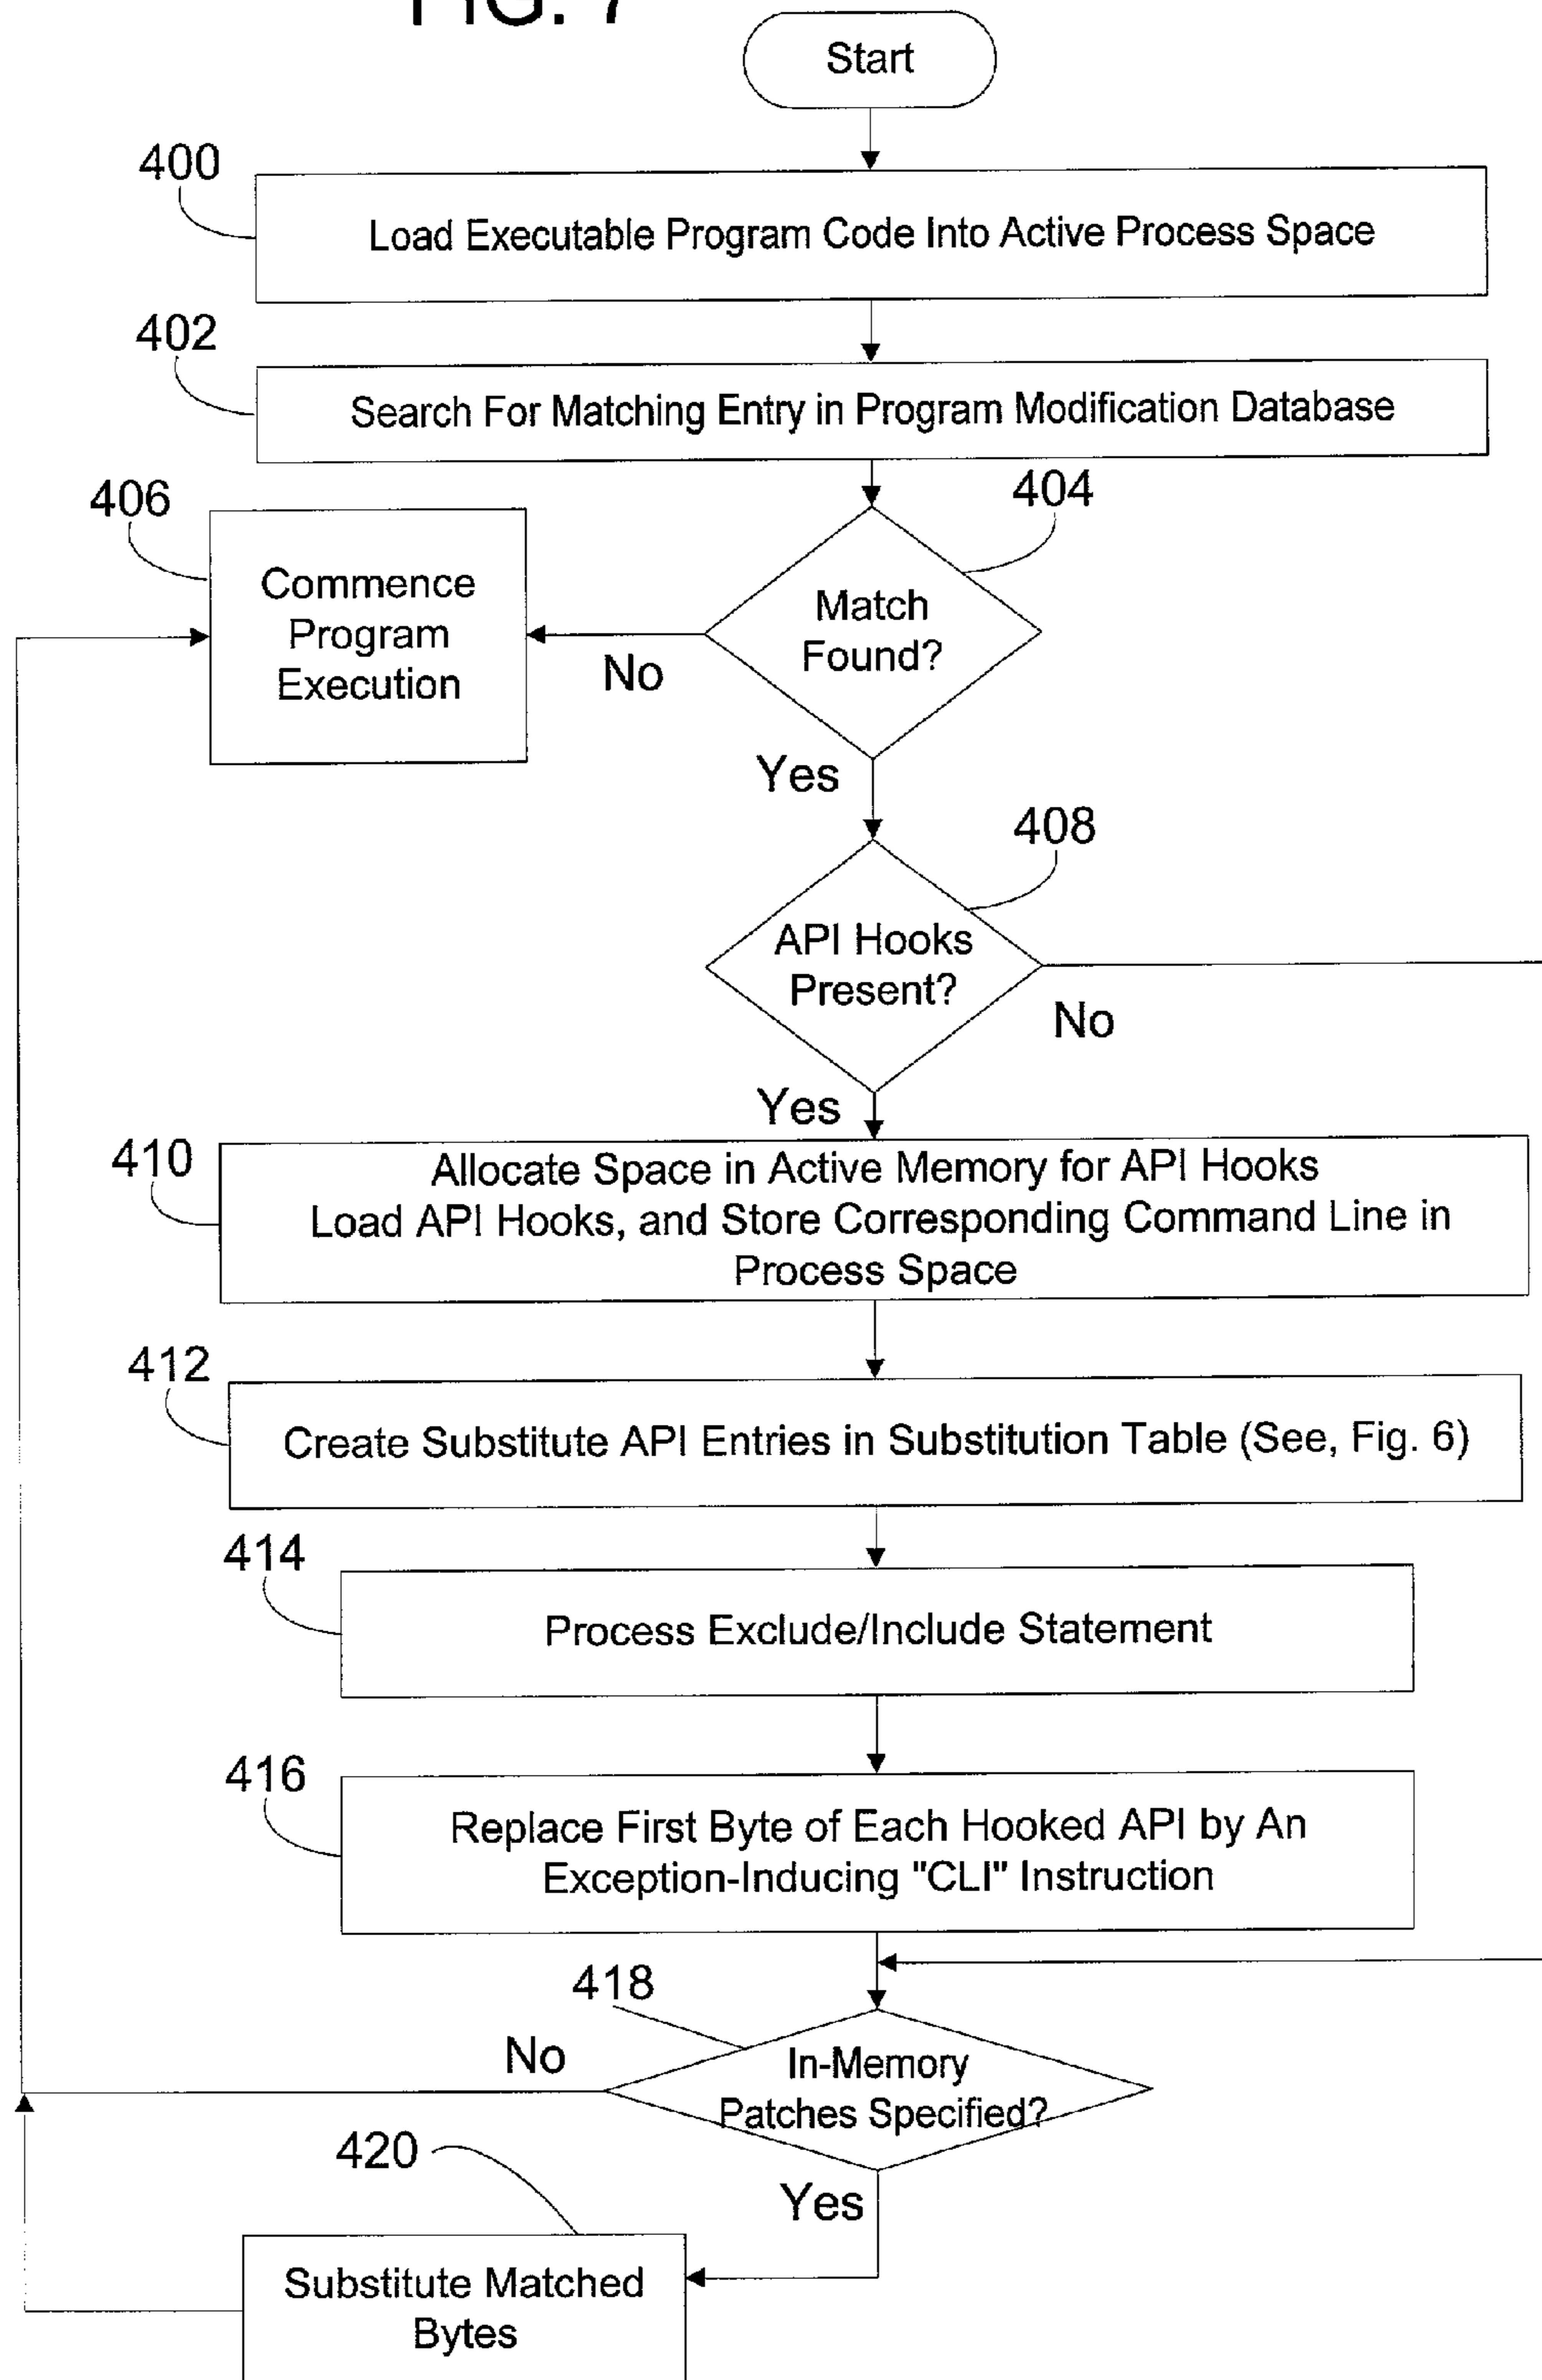 FIG. 7
Start
400
Load Executable Program Code Into Active Process Space
402
Search For Matching Entry in Program Modification Database
404
406
Commence
Program
Execution
Match
Found?
No
Yes
408
API Hooks
Present?
No
Yes
410
Allocate Space in Active Memory for API Hooks
Load API Hooks, and Store Corresponding Command Line in
Process Space
412
Create Substitute API Entries in Substitution Table (See, Fig. 6)
414
Process Exclude/Include Statement
416
Replace First Byte of Each Hooked API by An
Exception-Inducing "CLI" Instruction
418
No
In-Memory
Patches Specified?
420
Yes
Substitute Matched
Bytes